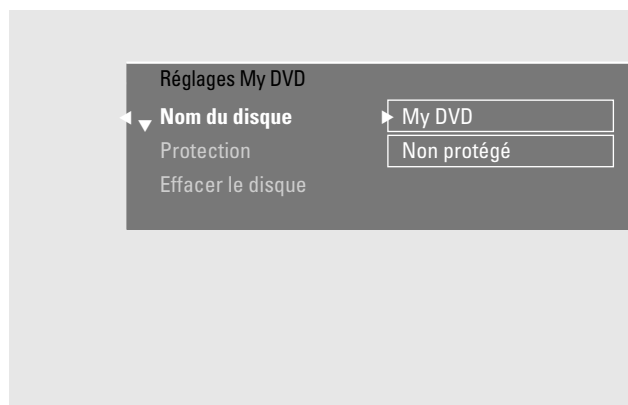 Réglages My DVD
Nom du disque My DVD
Protection Non protégé
Effacer le disque